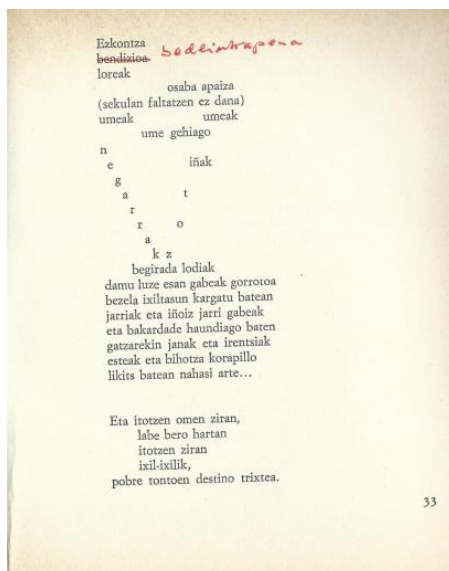 Ezkontza
bendizioa bedeinkapena
loreak
osaba apaiza
(sekulan faltatzen ez dana)
umeak umeak
ume gehiago
n
e iñak
g
a t
r
r o
a
k z
begirada lodiak
damu luze esan gabeak gorrotoa
bezela ixiltasun kargatu batean
jarriak eta iñoiz jarri gabeak
eta bakardade haundiago baten
gatzarekin janak eta irentsiak
esteak eta bihotza korapillo
likits batean nahasi arte...
Eta itotzen omen ziran,
labe bero hartan
itotzen ziran
ixil-ixilik,
pobre tontoen destino trixtea.
33